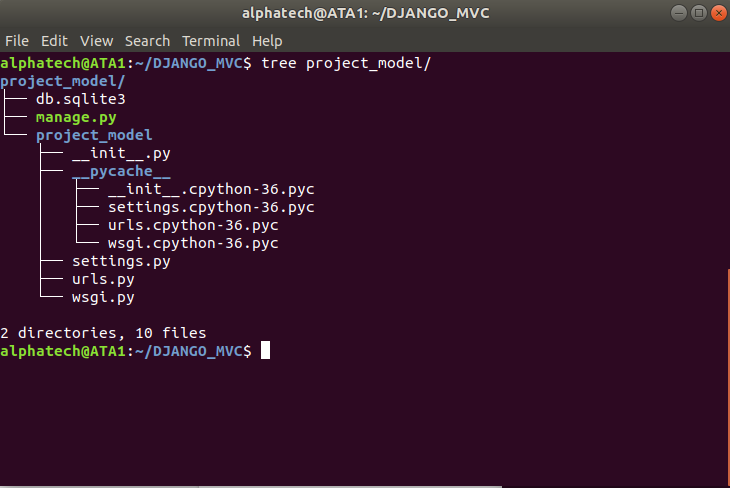 alphatech@ATA1: ~/DJANGO_MVC
File Edit View Search Terminal Help
alphatech@ATA1:~/DJANGO_MVC$ tree project_model/
project_model/
├── db.sqlite3
├── manage.py
└── project_model
    ├── __init__.py
    ├── __pycache__
    │   ├── __init__.cpython-36.pyc
    │   ├── settings.cpython-36.pyc
    │   ├── urls.cpython-36.pyc
    │   └── wsgi.cpython-36.pyc
    ├── settings.py
    ├── urls.py
    └── wsgi.py
2 directories, 10 files
alphatech@ATA1:~/DJANGO_MVC$